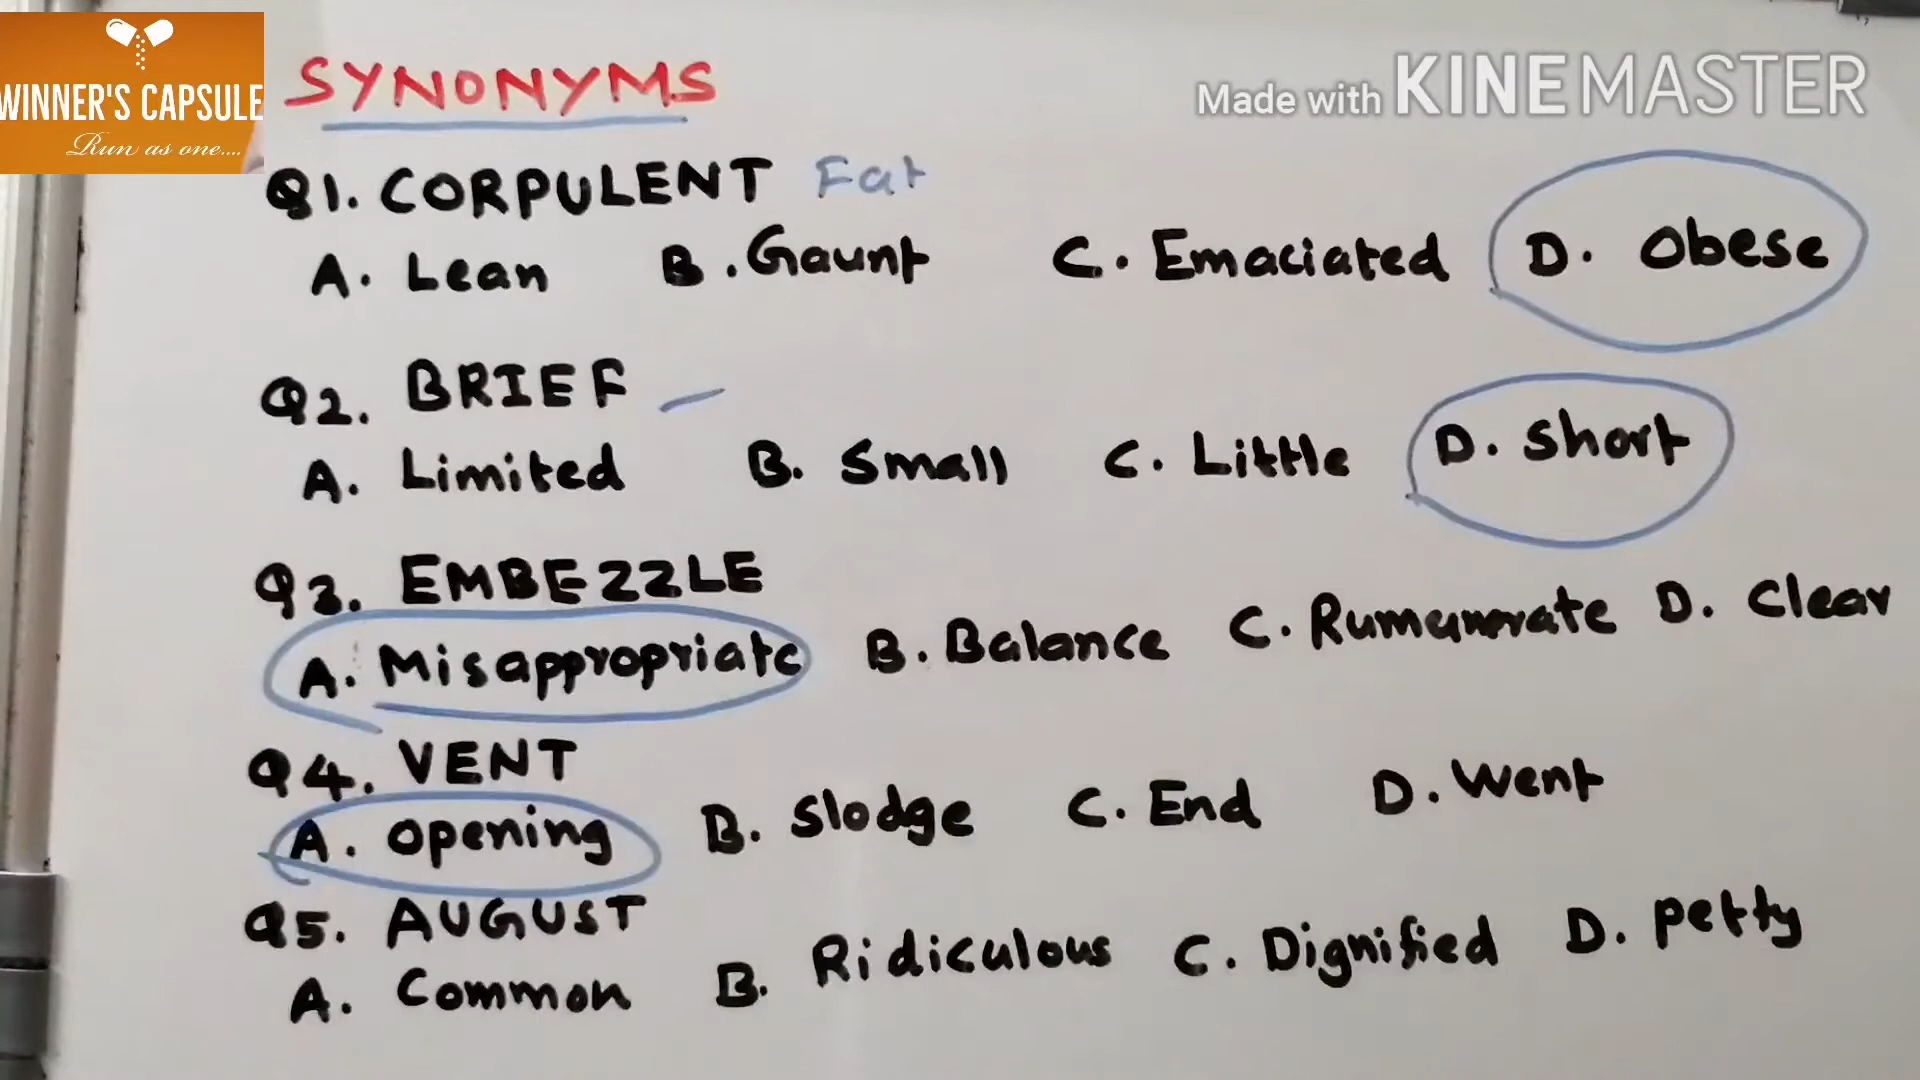 WINNER'S CAPSULE
Run as one....
Made with KINEMASTER
SYNONYMS
Q1. CORPULENT Fat
A. Lean B. Gaunt C. Emaciated D. Obese
Q2. BRIEF
A. Limited B. Small C. Little D. Short
Q3. EMBEZZLE
A. Misappropriate B. Balance C. D. Clear
Q4. VENT
A. Opening B. Slodge C. End D. Went
Q5. AUGUST
A. Common B. Ridiculous C. Dignified D. Petty